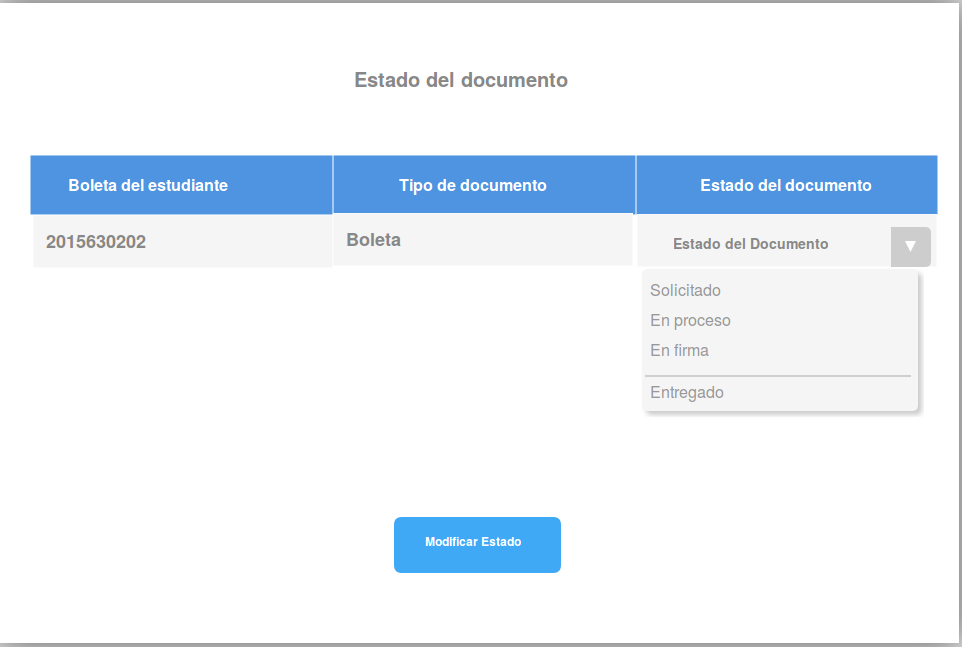 Estado del documento
Boleta del estudiante
Tipo de documento
Estado del documento
2015630202
Boleta
Estado del Documento
Solicitado
En proceso
En firma
Entregado
Modificar Estado